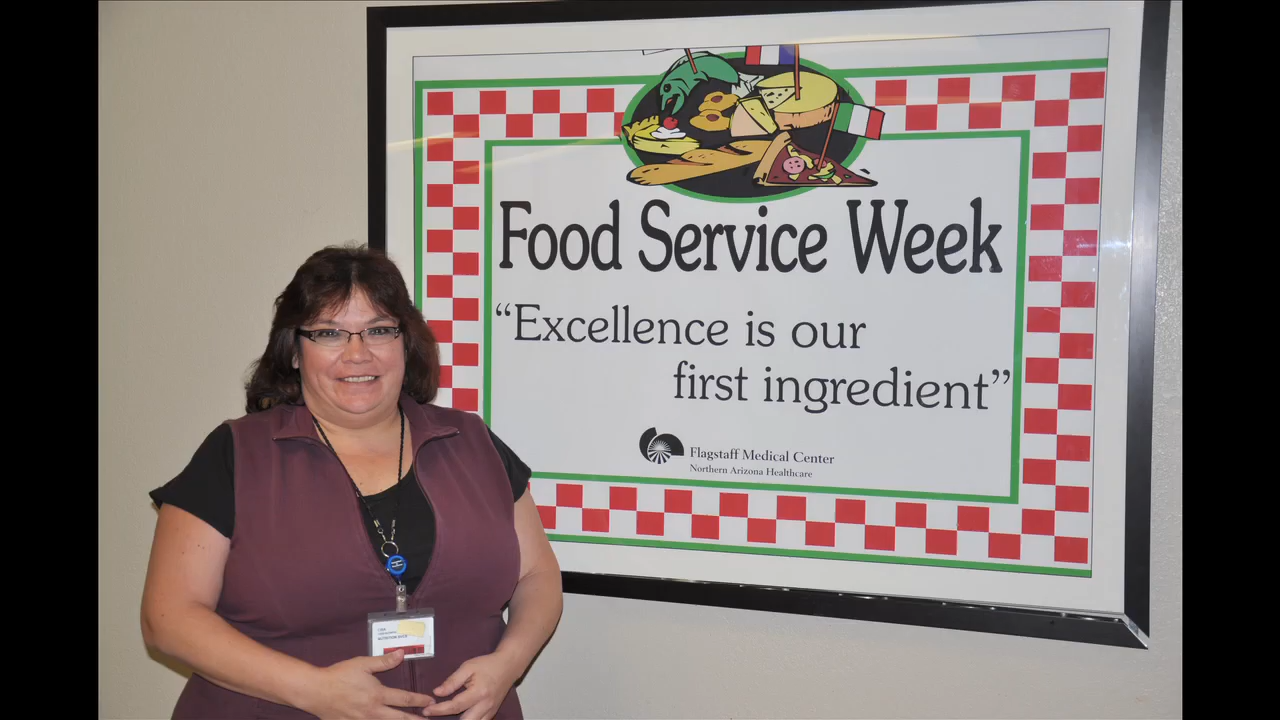 Food Service Week
“Excellence is our
first ingredient”
Flagstaff Medical Center
Northern Arizona Healthcare